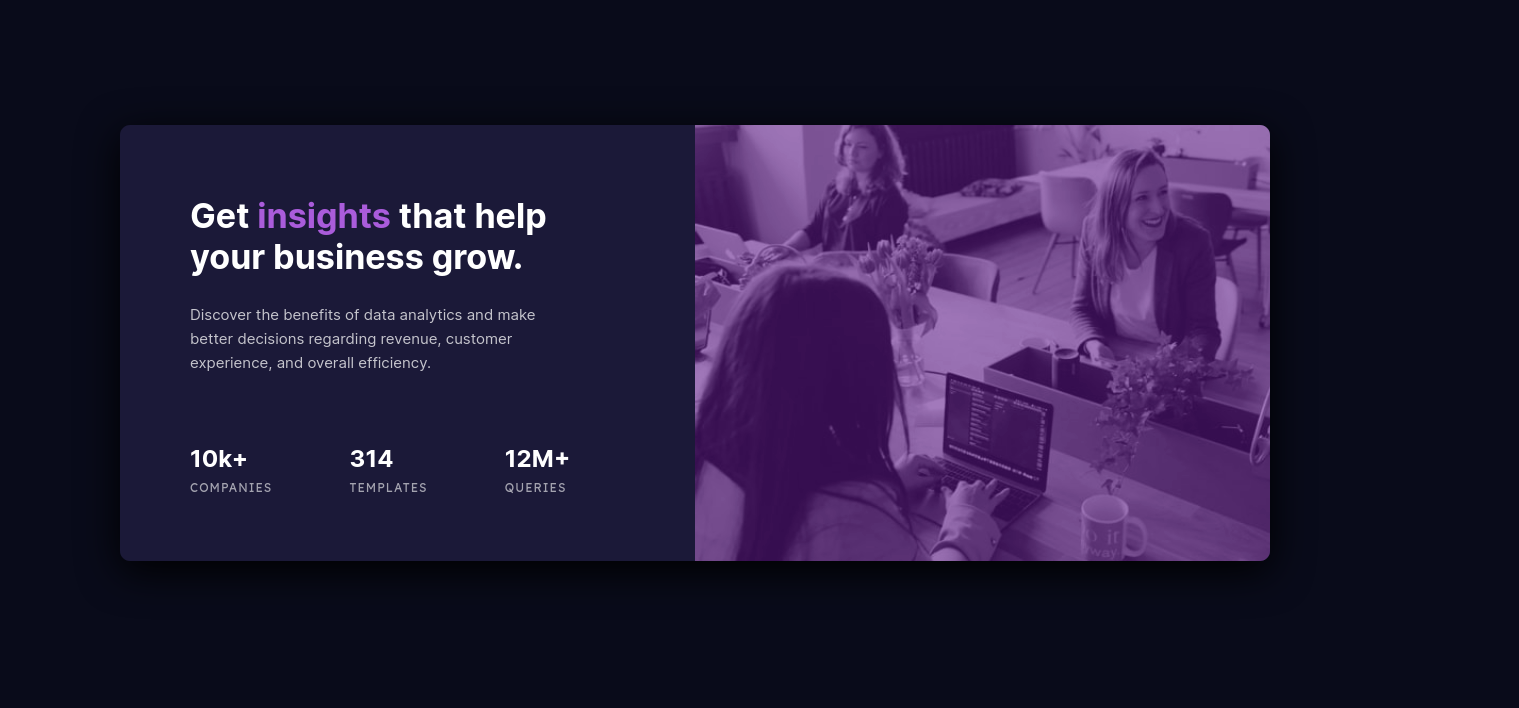 Get insights that help
your business grow.
Discover the benefits of data analytics and make
better decisions regarding revenue, customer
experience, and overall efficiency.
10k+ 314 12M+
COMPANIES TEMPLATES QUERIES